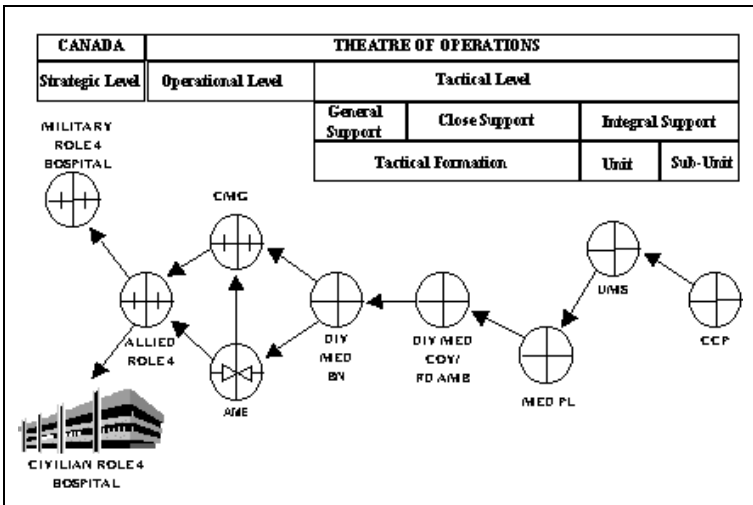 CANADA THEATRE OF OPERATIONS
Strategic Level Operational Level Tactical Level
General
Support Close Support Integral Support
Tactical Formation Unit Sub-Unit
MILITARY
ROLE 4
BOSPITAL
CMG
UMS
CCP
ALLIED
ROLE 4
DIV
MED
BN
DIV MED
COY/
FD AMB
MED PL
AME
CIVILIAN ROLE 4
BOSPITAL